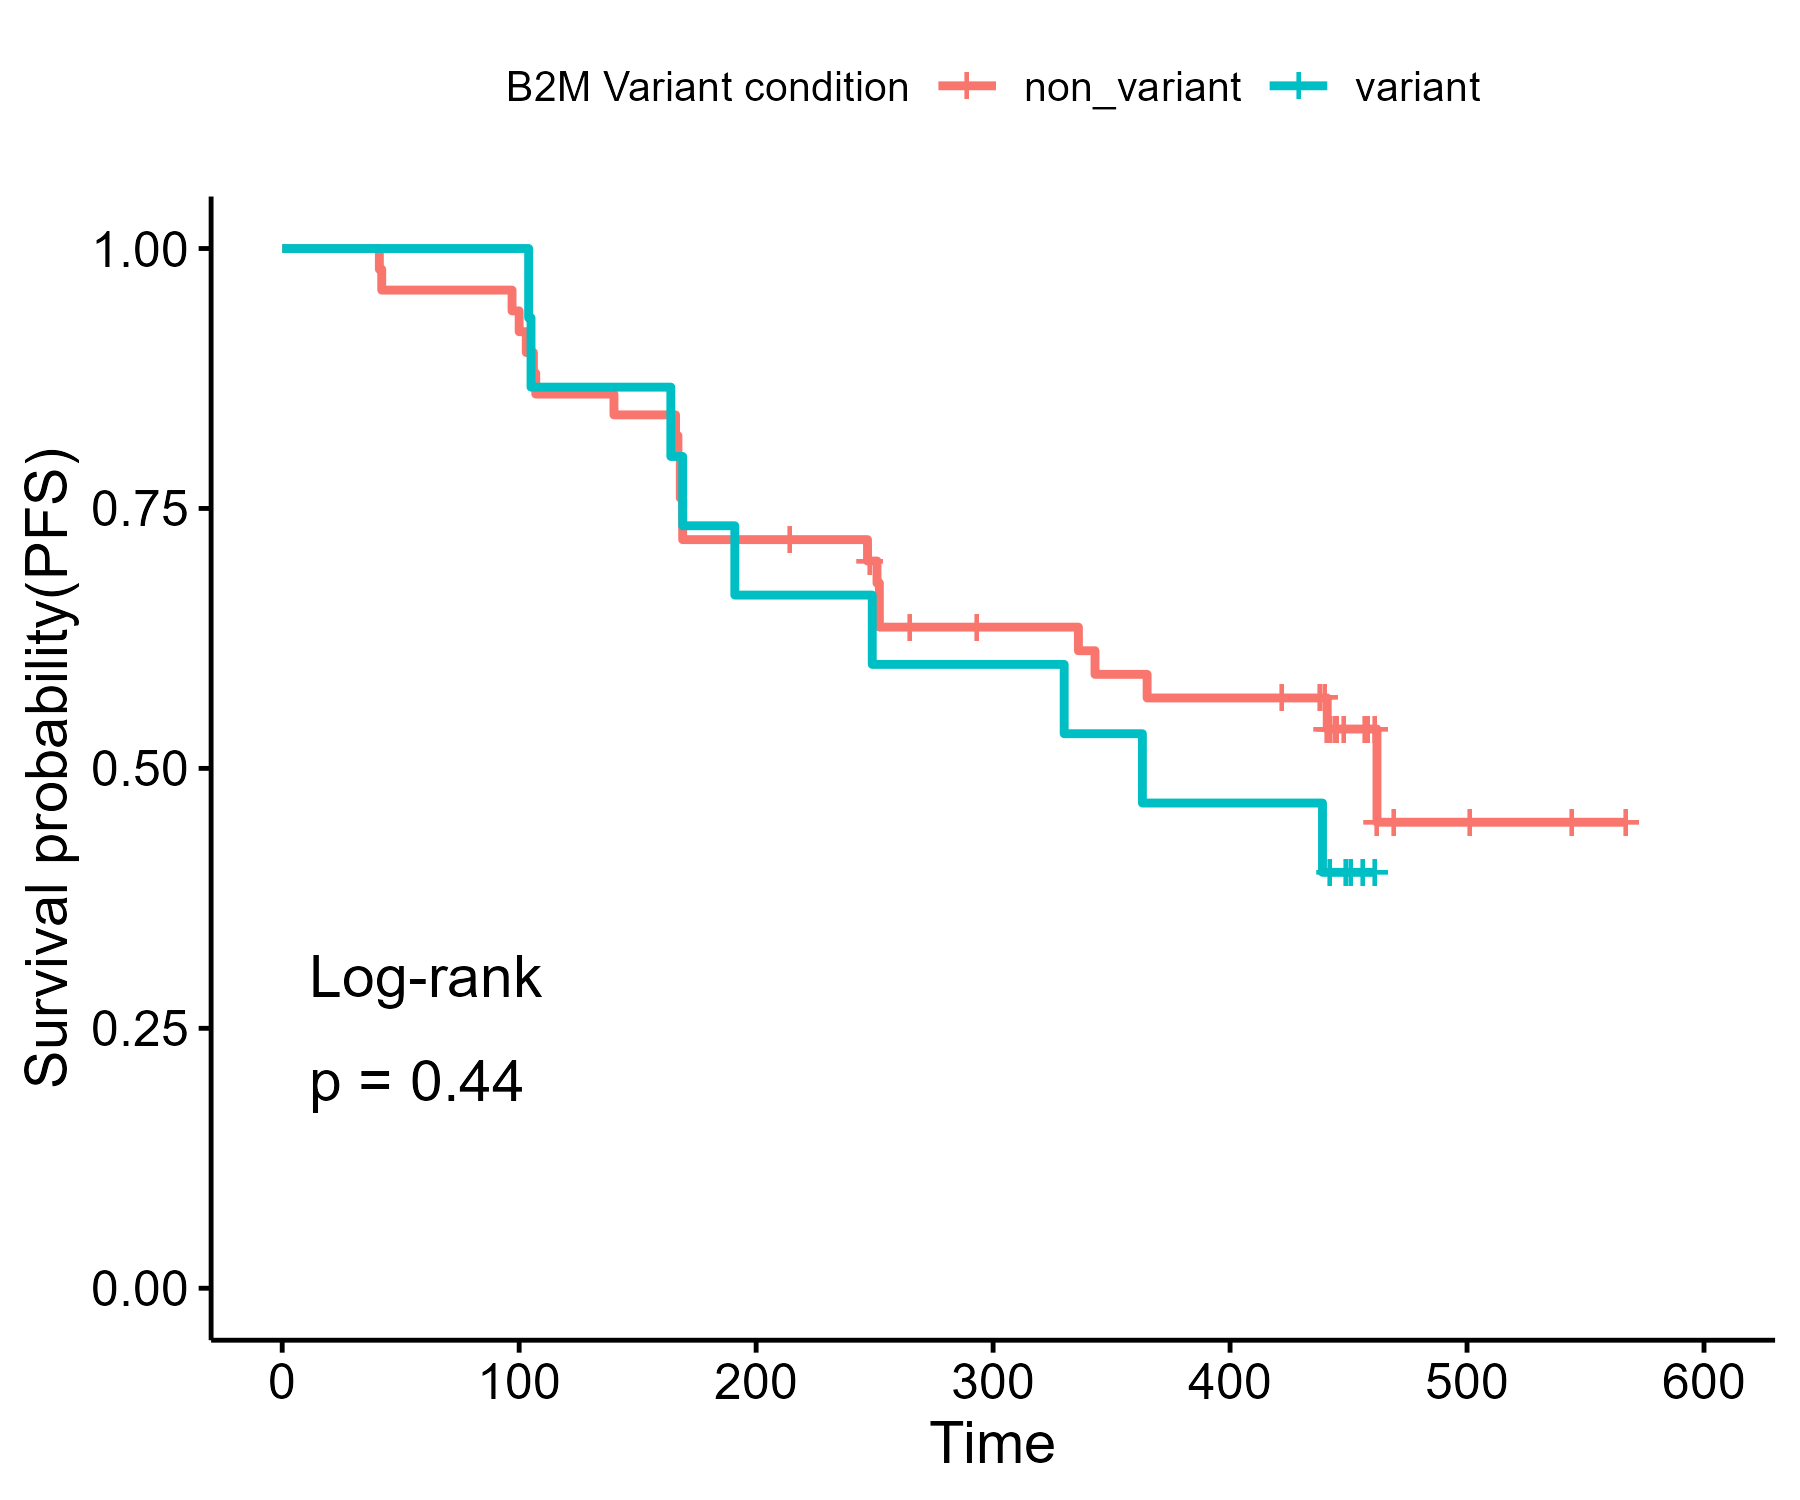 B2M Variant condition non_variant variant
Survival probability(PFS)
1.00
0.75
0.50
0.25
0.00
Log-rank
p = 0.44
0 100 200 300 400 500 600
Time